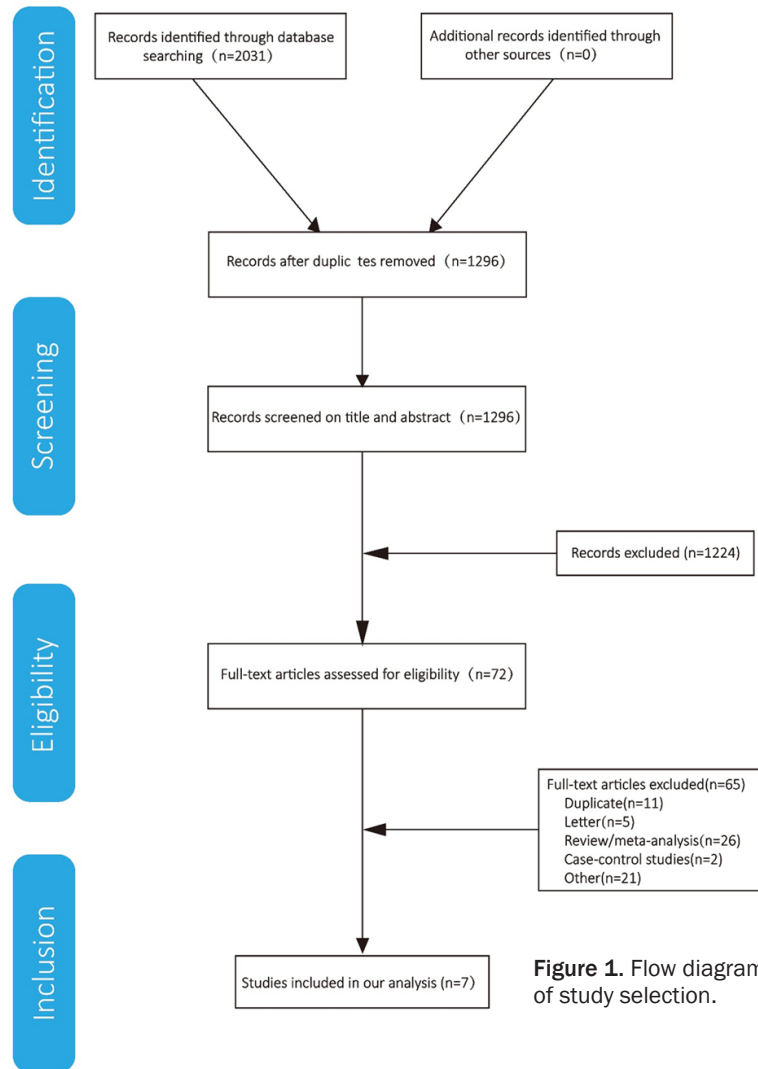 Identification
Records identified through database
searching（n=2031）
Additional records identified through
other sources（n=0）
Records after duplic tes removed（n=1296）
Screening
Records screened on title and abstract（n=1296）
Records excluded (n=1224)
Eligibility
Full-text articles assessed for eligibility（n=72）
Full-text articles excluded(n=65)
Duplicate(n=11)
Letter(n=5)
Review/meta-analysis(n=26)
Case-control studies(n=2)
Other(n=21)
Inclusion
Studies included in our analysis (n=7）
Figure 1. Flow diagram
of study selection.